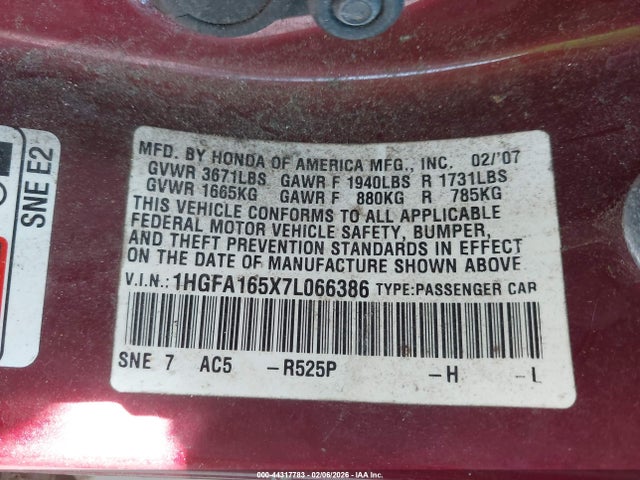 SNE E2
MFD. BY HONDA OF AMERICA MFG., INC. 02/'07
GVWR 3671LBS GAWR F 1940LBS R 1731LBS
GVWR 1665KG GAWR F 880KG R 785KG
THIS VEHICLE CONFORMS TO ALL APPLICABLE
FEDERAL MOTOR VEHICLE SAFETY, BUMPER,
AND THEFT PREVENTION STANDARDS IN EFFECT
ON THE DATE OF MANUFACTURE SHOWN ABOVE
V.I.N.: 1HGFA165X7L066386 TYPE:PASSENGER CAR
SNE 7 AC5 -R525P -H -L
000-44317783 - 02/06/2026 - IAA Inc.